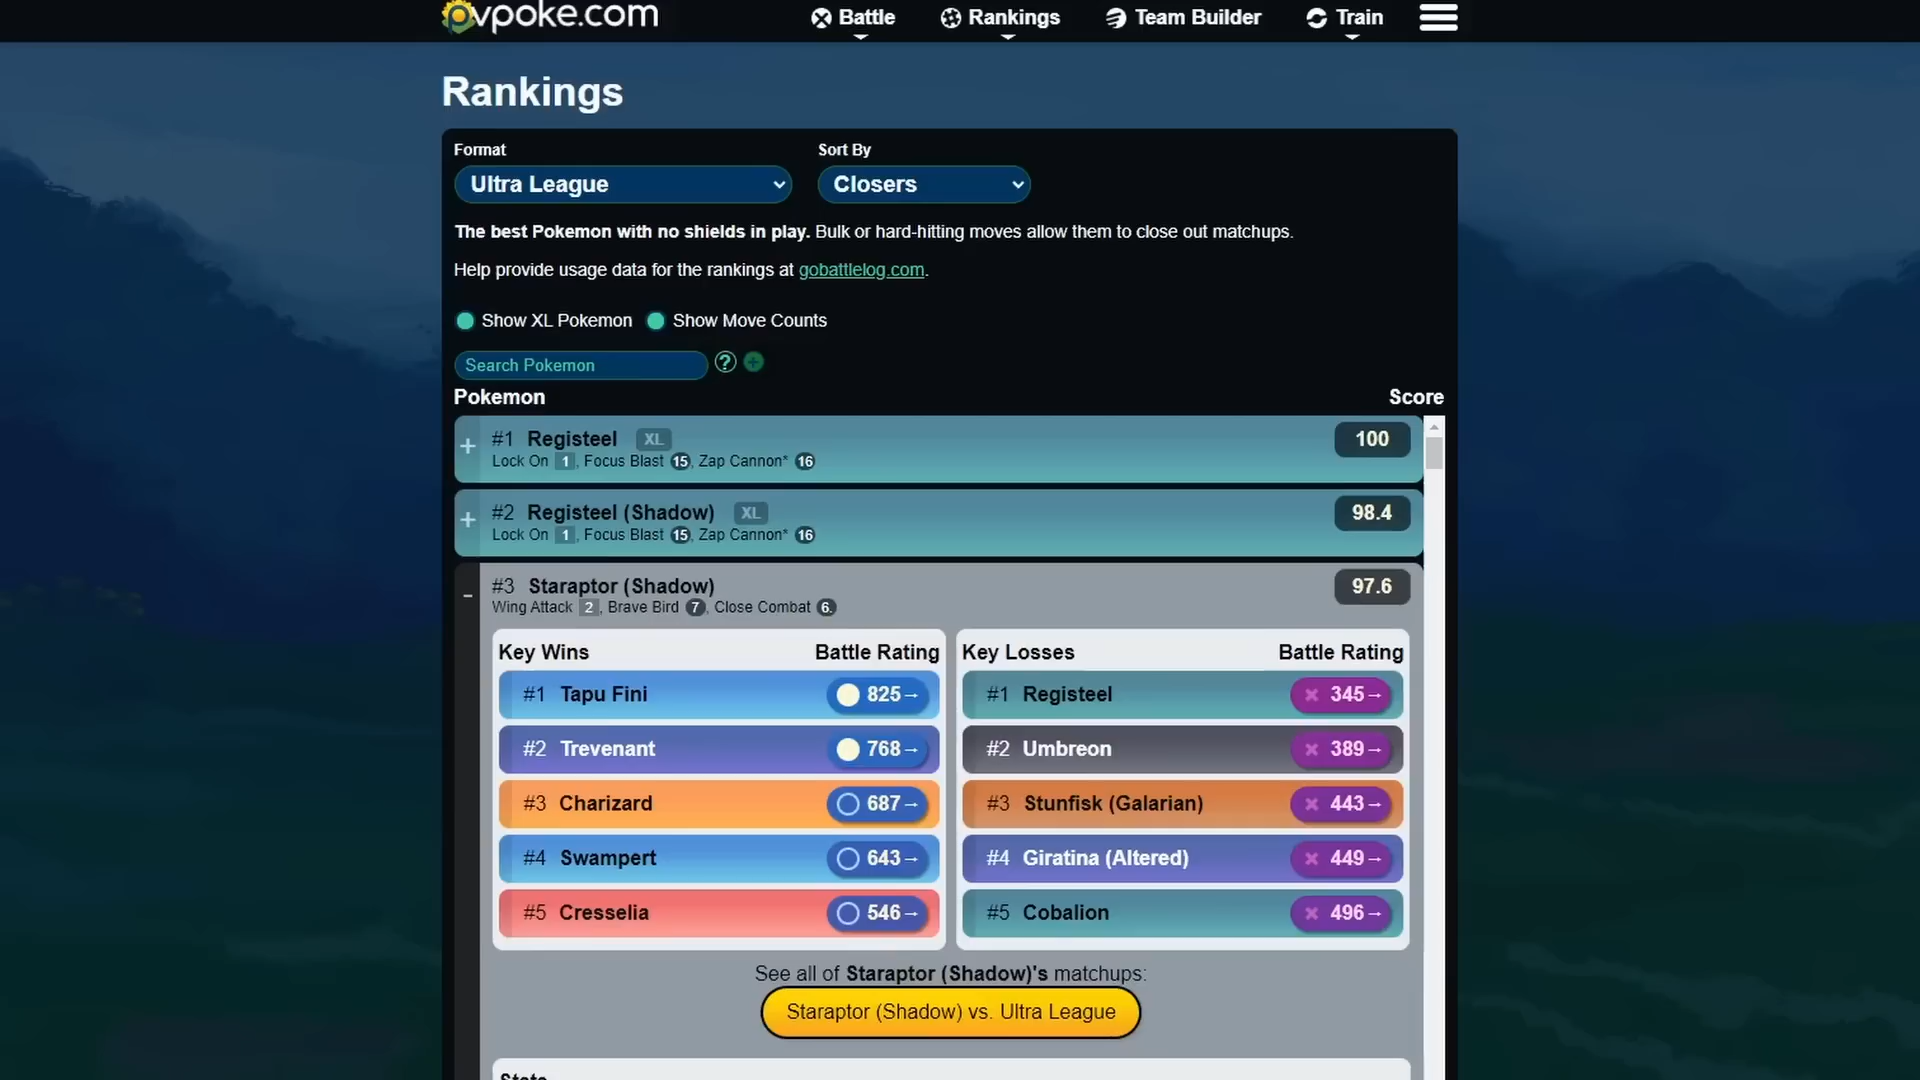 pvpoke.com
Battle
Rankings
Team Builder
Train
Rankings
Format
Sort By
Ultra League
Closers
The best Pokemon with no shields in play. Bulk or hard-hitting moves allow them to close out matchups.
Help provide usage data for the rankings at gobattlelog.com.
Show XL Pokemon
Show Move Counts
Search Pokemon
?
+
Pokemon
Score
+
#1 Registeel XL
100
Lock On 1, Focus Blast 15, Zap Cannon* 16
+
#2 Registeel (Shadow) XL
98.4
Lock On 1, Focus Blast 15, Zap Cannon* 16
-
#3 Staraptor (Shadow)
97.6
Wing Attack 2, Brave Bird 7, Close Combat 6.
Key Wins Battle Rating
#1 Tapu Fini 825→
#2 Trevenant 768→
#3 Charizard 687→
#4 Swampert 643→
#5 Cresselia 546→
Key Losses Battle Rating
#1 Registeel × 345→
#2 Umbreon × 389→
#3 Stunfisk (Galarian) × 443→
#4 Giratina (Altered) × 449→
#5 Cobalion × 496→
See all of Staraptor (Shadow)'s matchups:
Staraptor (Shadow) vs. Ultra League
Stats